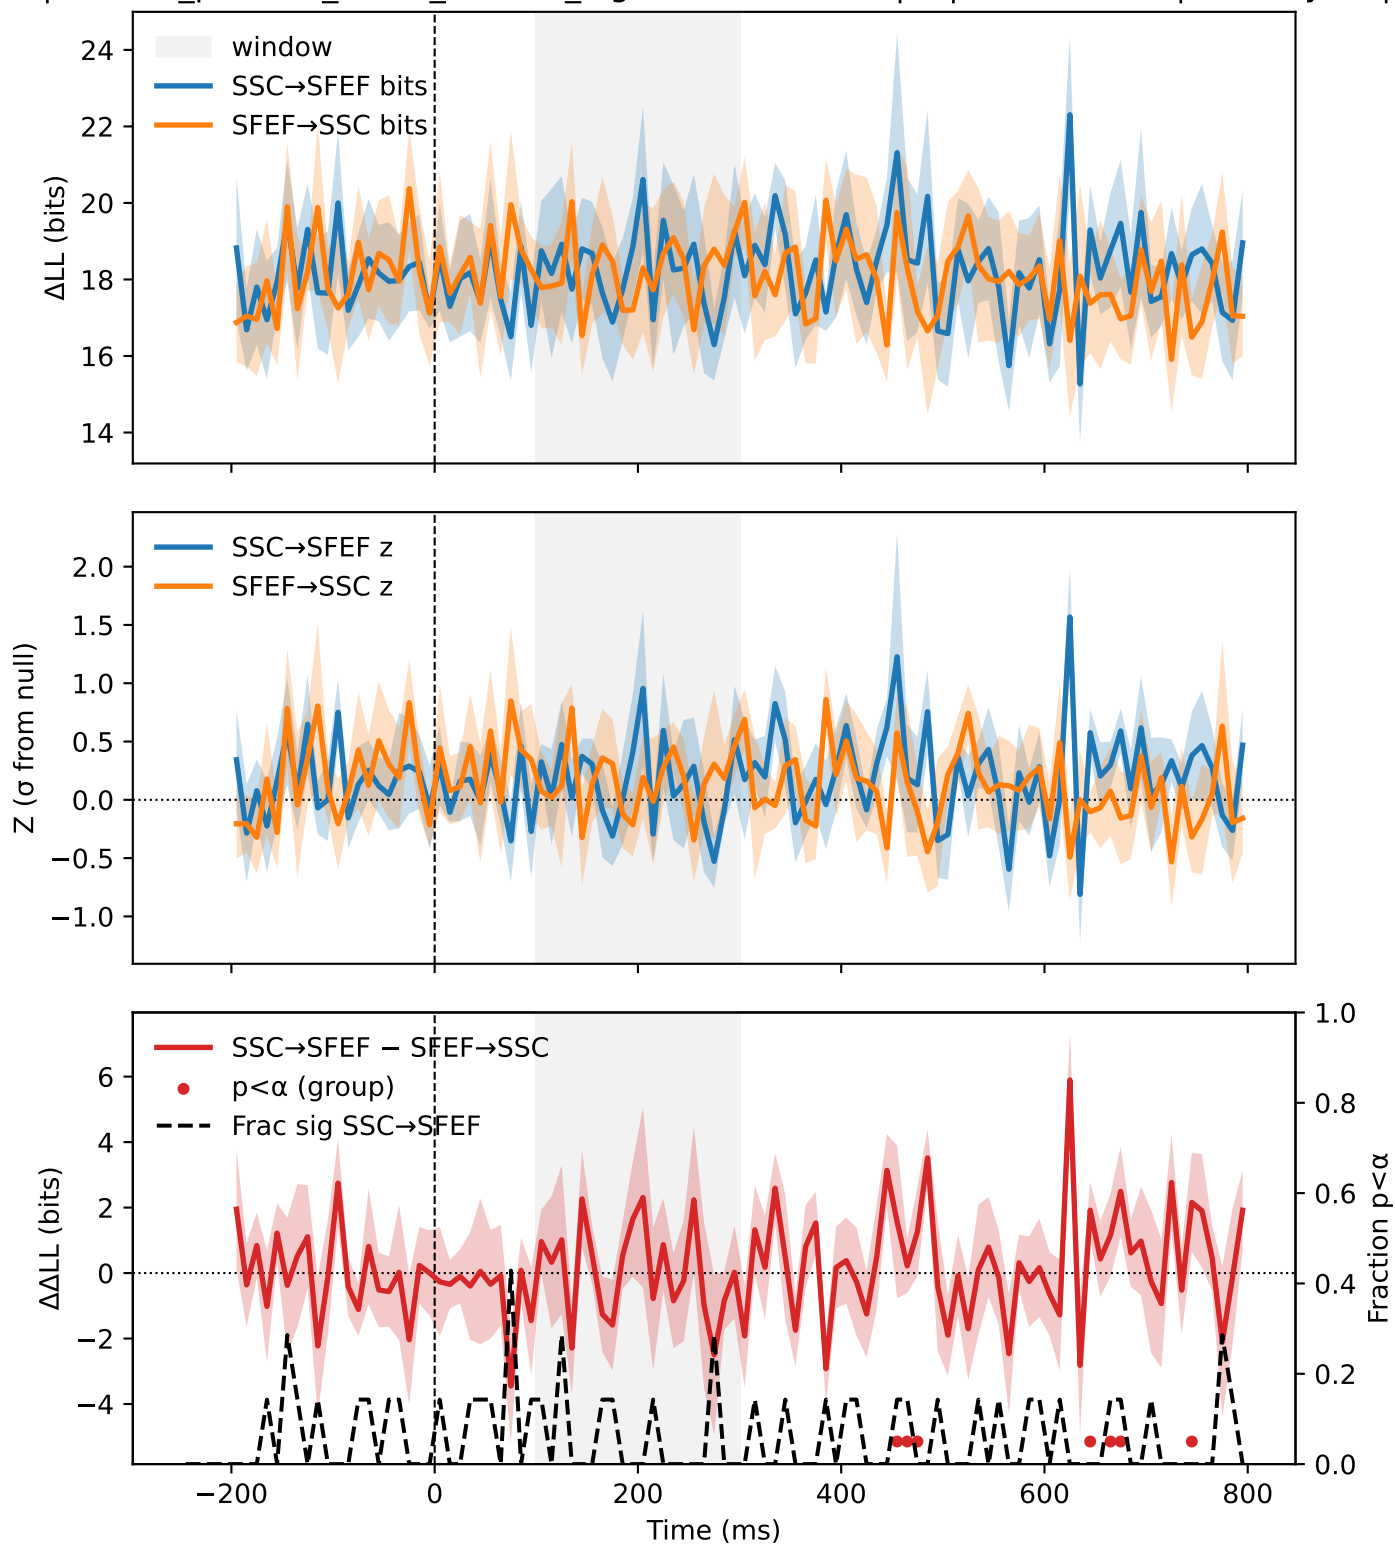 24
22
20
18
16
14
ΔLL (bits)
window
SSC→SFEF bits
SFEF→SSC bits
2.0
1.5
1.0
0.5
0.0
−0.5
−1.0
Z (σ from null)
SSC→SFEF z
SFEF→SSC z
6
4
2
0
−2
−4
ΔΔLL (bits)
SSC→SFEF − SFEF→SSC
p<α (group)
Frac sig SSC→SFEF
1.0
0.8
0.6
0.4
0.2
0.0
Fraction p<α
−200 0 200 400 600 800
Time (ms)